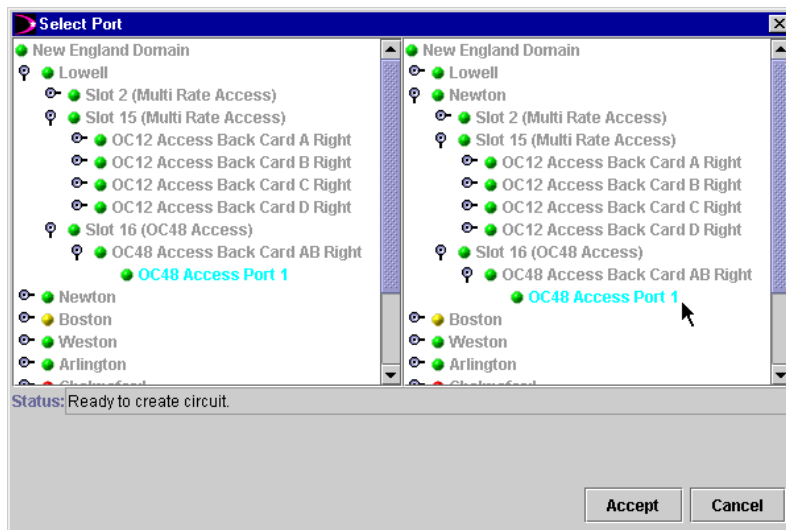 Select Port
New England Domain
Lowell
Slot 2 (Multi Rate Access)
Slot 15 (Multi Rate Access)
OC12 Access Back Card A Right
OC12 Access Back Card B Right
OC12 Access Back Card C Right
OC12 Access Back Card D Right
Slot 16 (OC48 Access)
OC48 Access Back Card AB Right
OC48 Access Port 1
Newton
Boston
Weston
Arlington
New England Domain
Lowell
Newton
Slot 2 (Multi Rate Access)
Slot 15 (Multi Rate Access)
OC12 Access Back Card A Right
OC12 Access Back Card B Right
OC12 Access Back Card C Right
OC12 Access Back Card D Right
Slot 16 (OC48 Access)
OC48 Access Back Card AB Right
OC48 Access Port 1
Boston
Weston
Arlington
Status: Ready to create circuit.
Accept Cancel